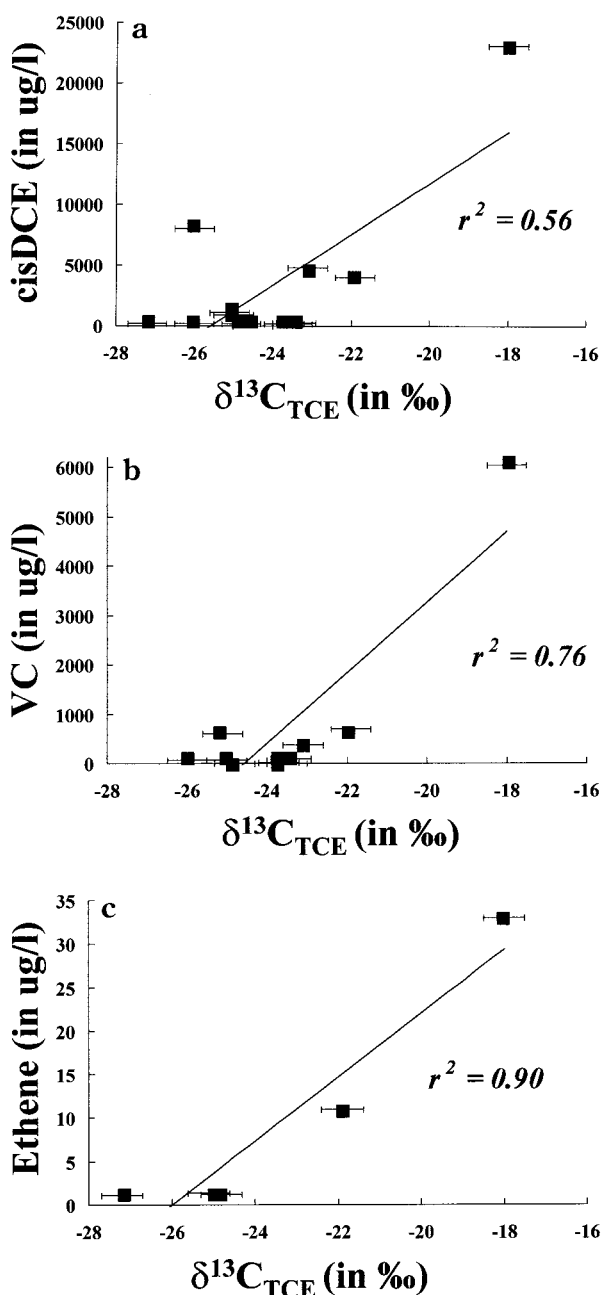 a
cisDCE (in ug/l)
25000
20000
15000
10000
5000
0
r² = 0.56
-28 -26 -24 -22 -20 -18 -16
δ¹³C_TCE (in ‰)
b
VC (in ug/l)
6000
5000
4000
3000
2000
1000
0
r² = 0.76
-28 -26 -24 -22 -20 -18 -16
δ¹³C_TCE (in ‰)
c
Ethene (in ug/l)
35
30
25
20
15
10
5
0
r² = 0.90
-28 -26 -24 -22 -20 -18 -16
δ¹³C_TCE (in ‰)